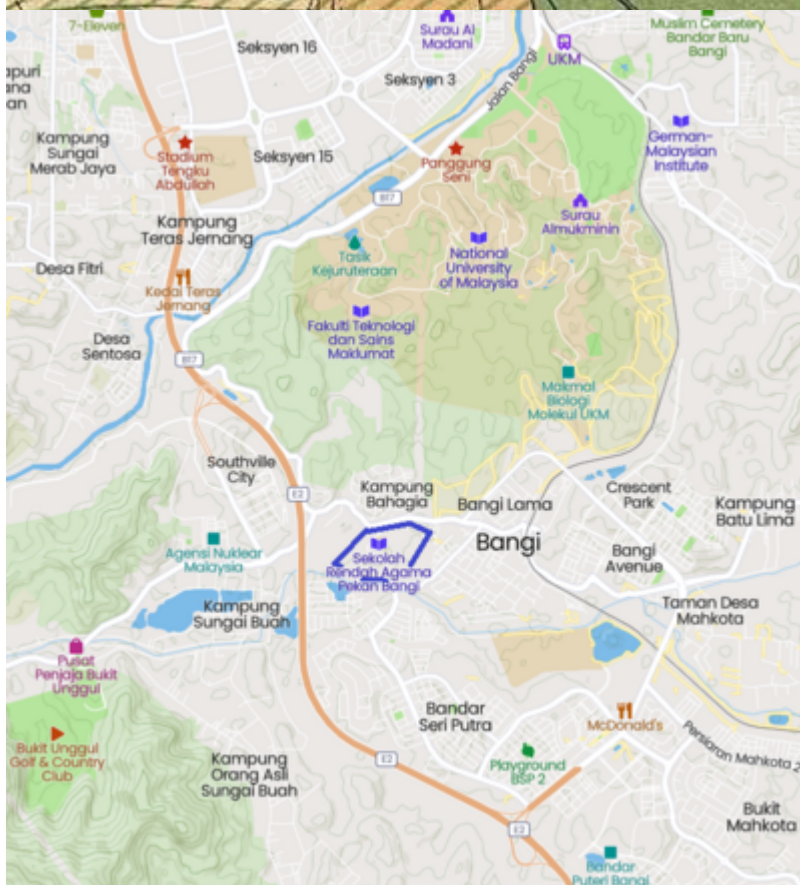 7-Eleven
Surau Al
Madani
Muslim Cemetery
Bandar Baru
Bangi
Seksyen 16
UKM
apuri
ana
an
Seksyen 3
Jalan Bangi
Kampung
Sungai
Merab Jaya
Stadium
Tengku
Abdullah
Seksyen 15
Panggung
Seni
German-
Malaysian
Institute
B17
Kampung
Teras Jernang
Surau
Almukminin
Tasik
Kejuruteraan
National
University
of Malaysia
Desa Fitri
Kedai Teras
Jernang
Fakulti Teknologi
dan Sains
Maklumat
Desa
Sentosa
B17
Makmal
Biologi
Molekul UKM
Southville
City
Kampung
Bahagia
Bangi Lama
Crescent
Park
Kampung
Batu Lima
E2
Bangi
Agensi Nuklear
Malaysia
Sekolah
Rendah Agama
Pekan Bangi
Bangi
Avenue
Kampung
Sungai Buah
Taman Desa
Mahkota
Pusat
Penjaja Bukit
Unggul
Bandar
Seri Putra
McDonald's
Persiaran Mahkota 2
Bukit Unggul
Golf & Country
Club
Kampung
Orang Asli
Sungai Buah
E2
Playground
BSP 2
Bukit
Mahkota
E2
Bandar
Puteri Bangi